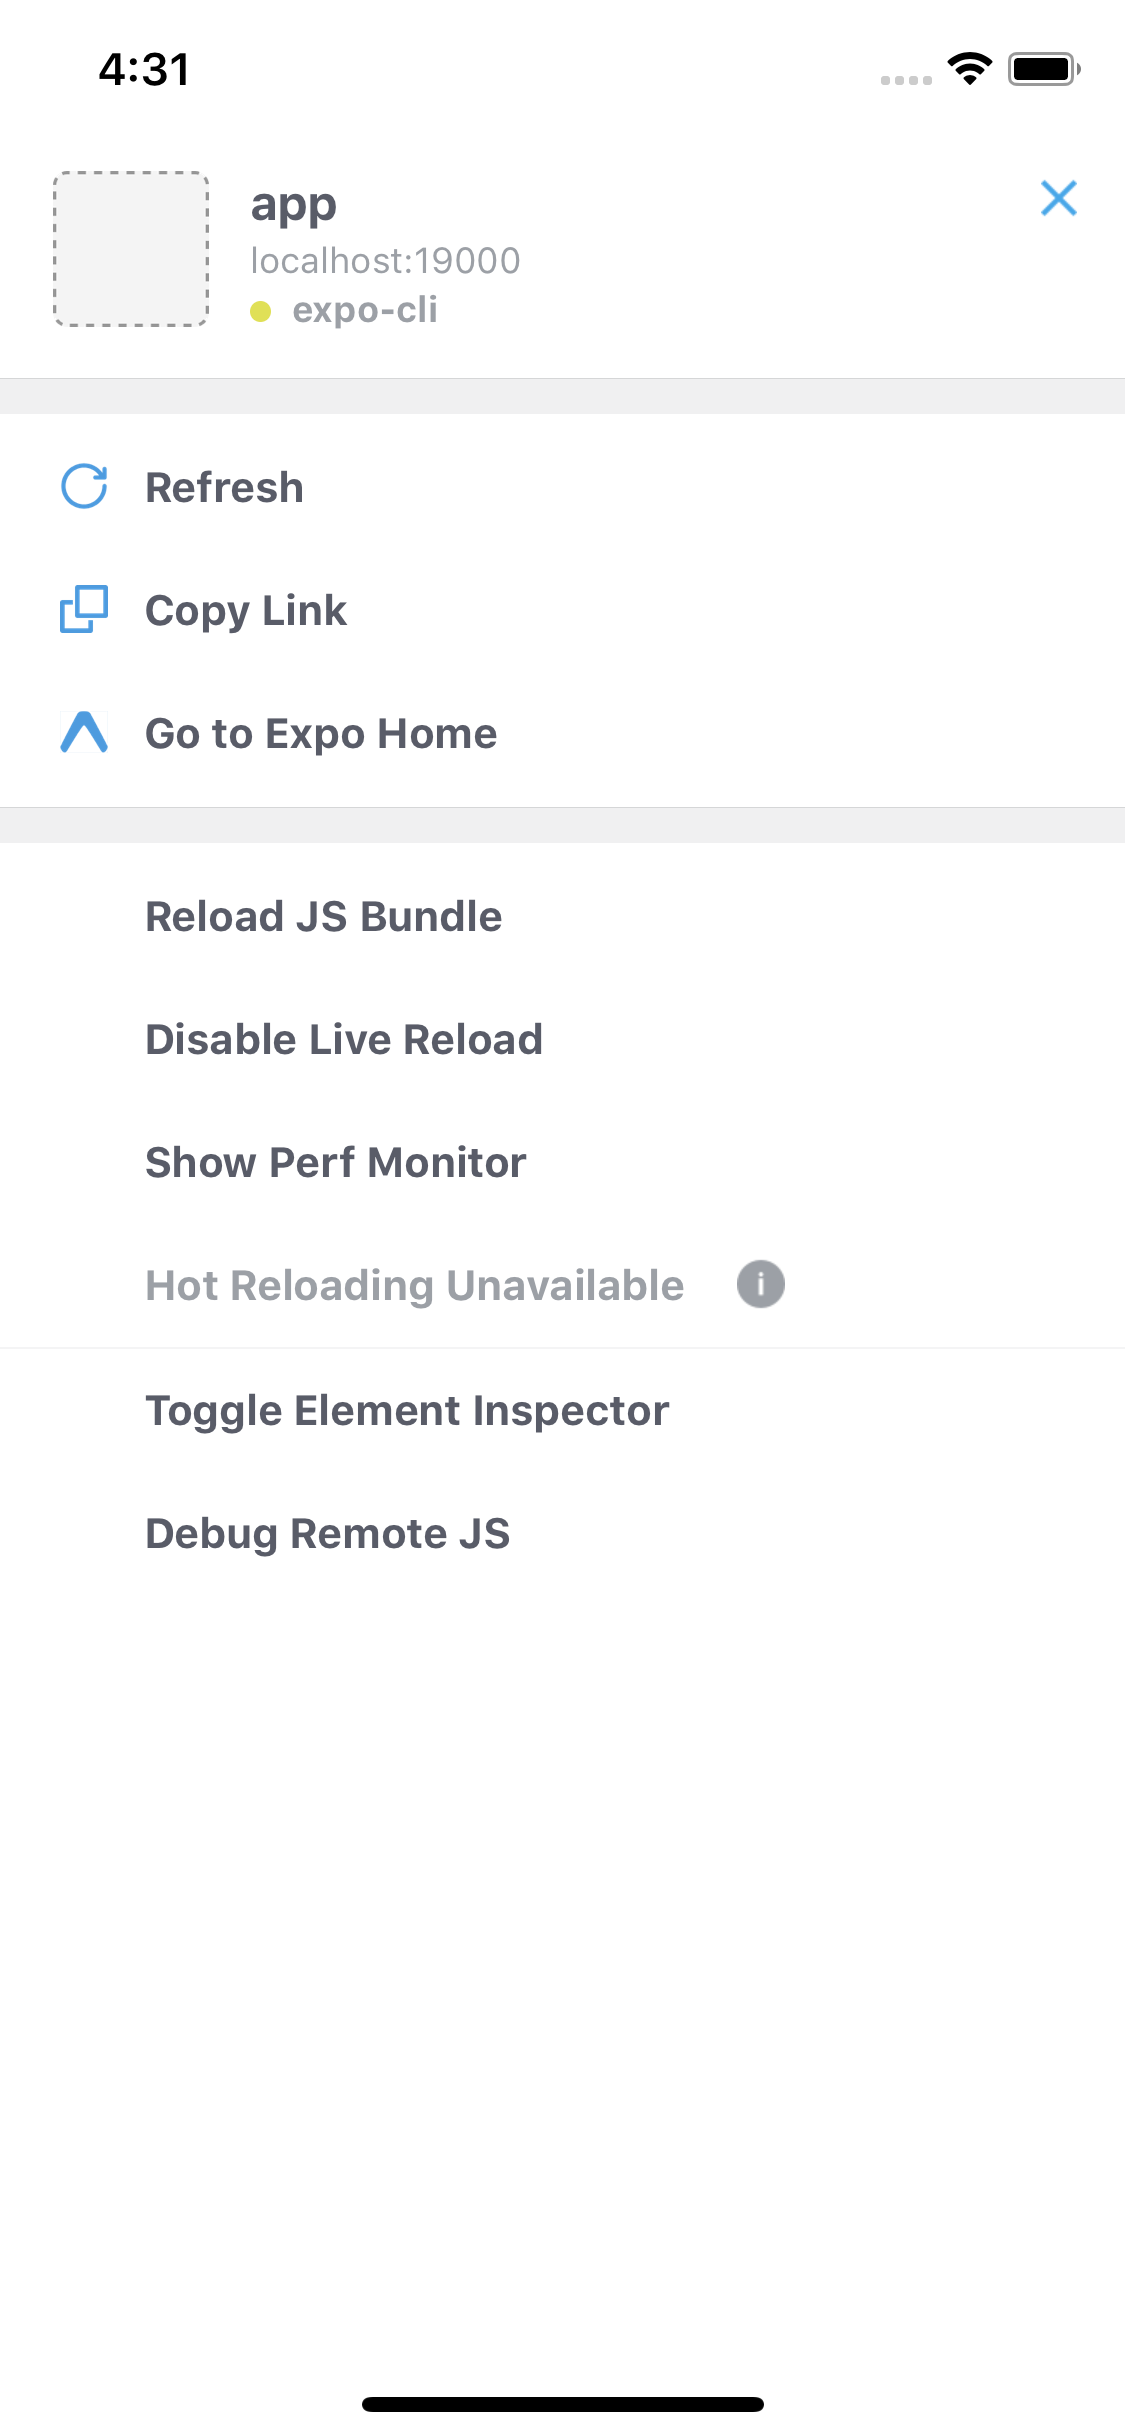 4:31
app
localhost:19000
expo-cli
Refresh
Copy Link
Go to Expo Home
Reload JS Bundle
Disable Live Reload
Show Perf Monitor
Hot Reloading Unavailable i
Toggle Element Inspector
Debug Remote JS